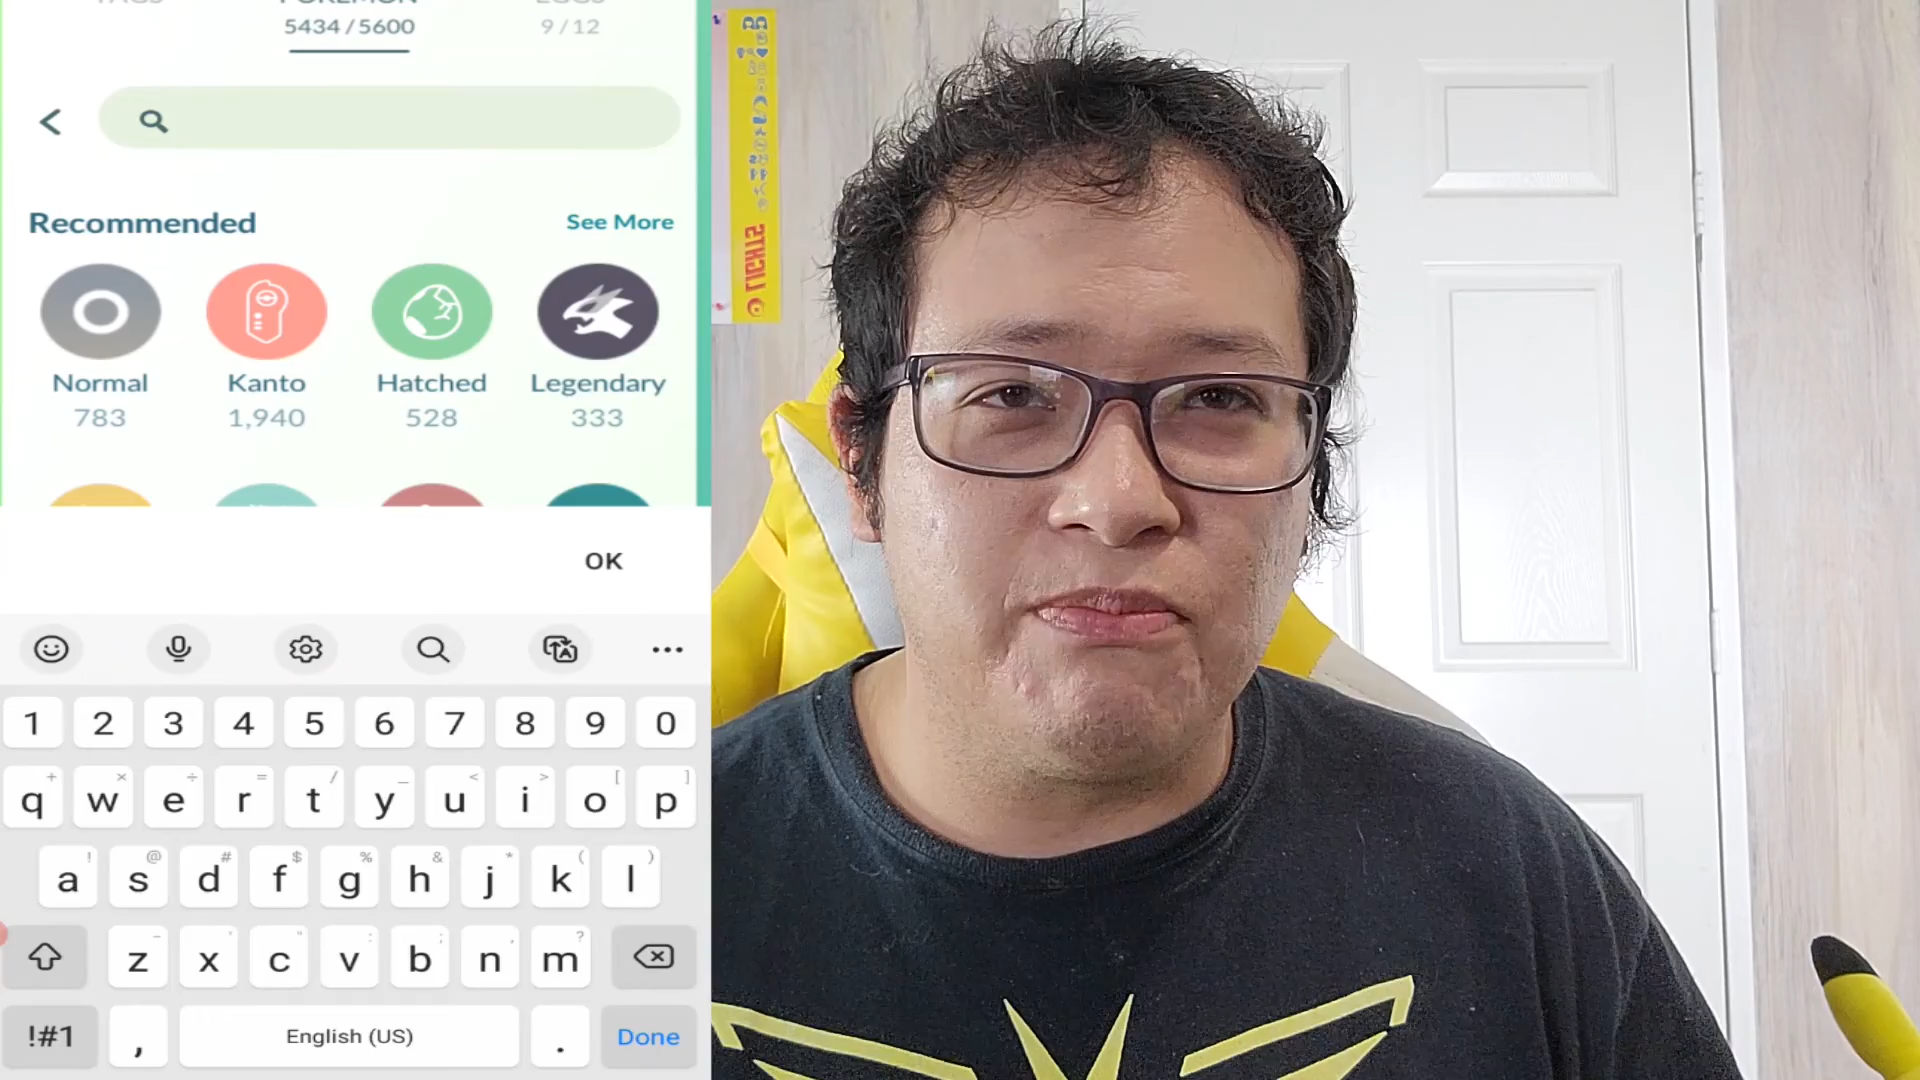 POKÉMON
5434 / 5600
9 / 12
Recommended
See More
Normal
Kanto
Hatched
Legendary
783
1,940
528
333
OK
1 2 3 4 5 6 7 8 9 0
+ × ÷ = / _ < > [ ]
q w e r t y u i o p
! @ # $ % & * ( )
a s d f g h j k l
- ' " : ; , ?
z x c v b n m
!#1 , English (US) . Done